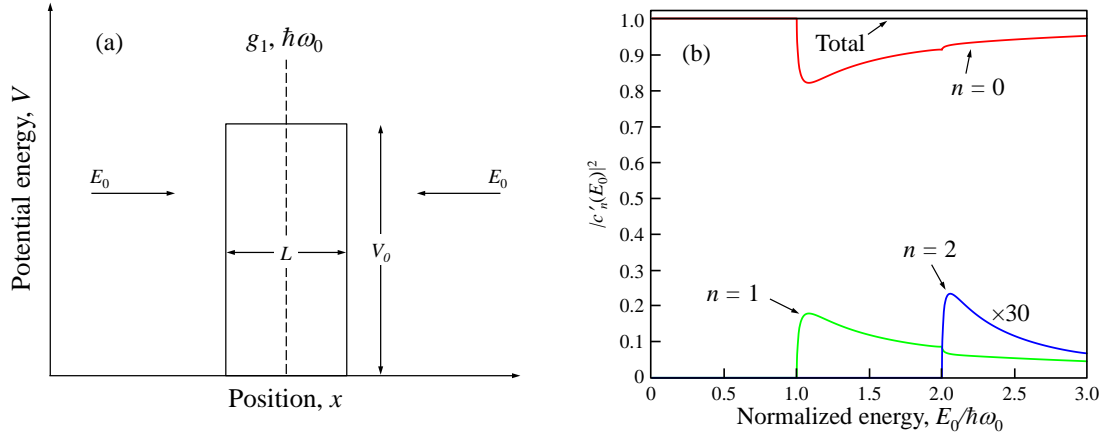 (a)
g₁, ħω₀
E₀
E₀
L
V₀
Potential energy, V
Position, x
(b)
Total
n = 0
n = 1
n = 2
×30
1.0
0.9
0.8
0.7
0.6
0.5
0.4
0.3
0.2
0.1
0
0 0.5 1.0 1.5 2.0 2.5 3.0
|c′ₙ(E₀)|²
Normalized energy, E₀/ħω₀